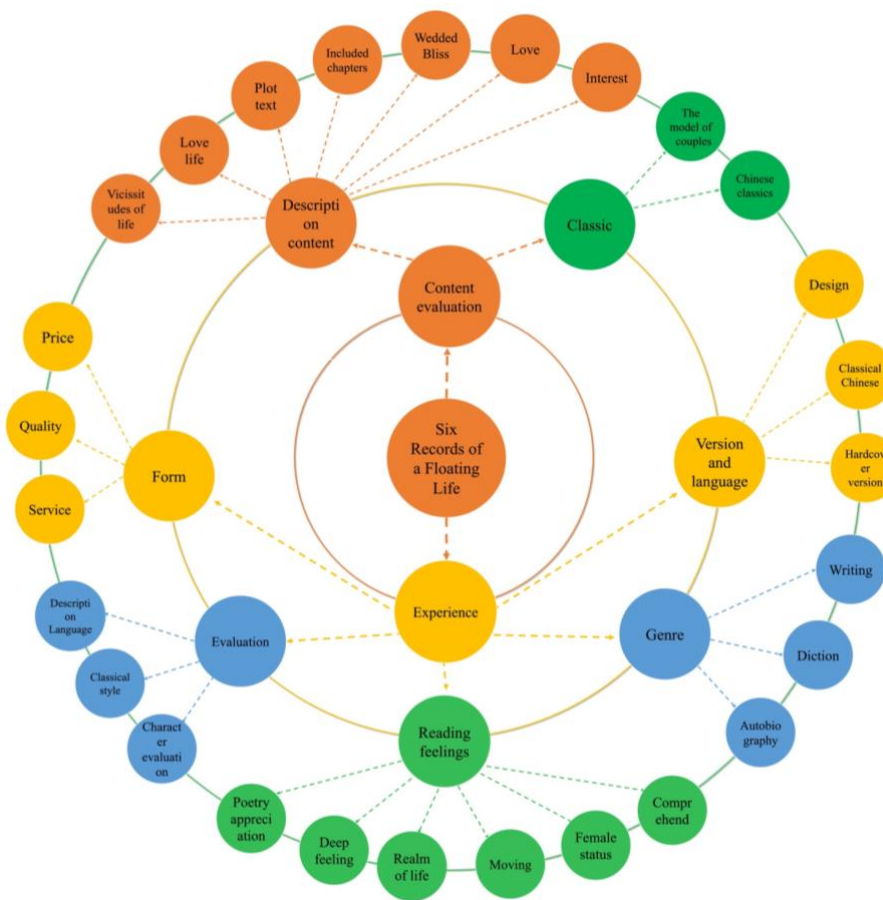 Wedded
Bliss
Love
Included
chapters
Interest
Plot
text
The
model of
couples
Love
life
Chinese
classics
Vicissit
udes of
life
Descripti
on
content
Classic
Content
evaluation
Design
Price
Classical
Chinese
Quality
Six
Records of
a Floating
Life
Version
and
language
Hardcov
er
version
Form
Service
Writing
Descripti
on
Language
Experience
Evaluation
Genre
Diction
Classical
style
Autobio
graphy
Charact
er
evaluati
on
Reading
feelings
Poetry
appreci
ation
Compr
ehend
Deep
feeling
Female
status
Realm
of life
Moving